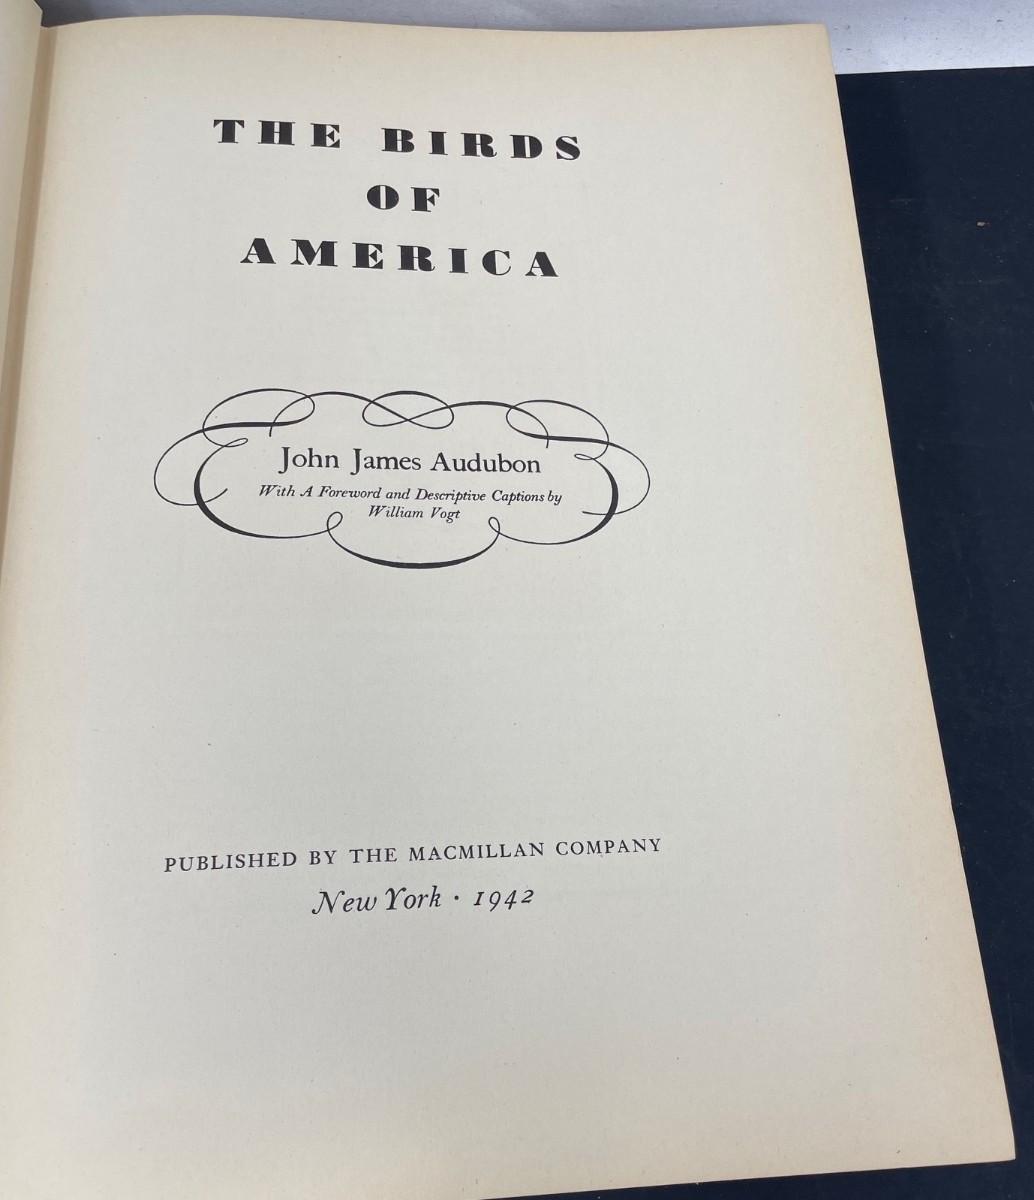 THE BIRDS
OF
AMERICA
John James Audubon
With A Foreword and Descriptive Captions by
William Vogt
PUBLISHED BY THE MACMILLAN COMPANY
New York · 1942